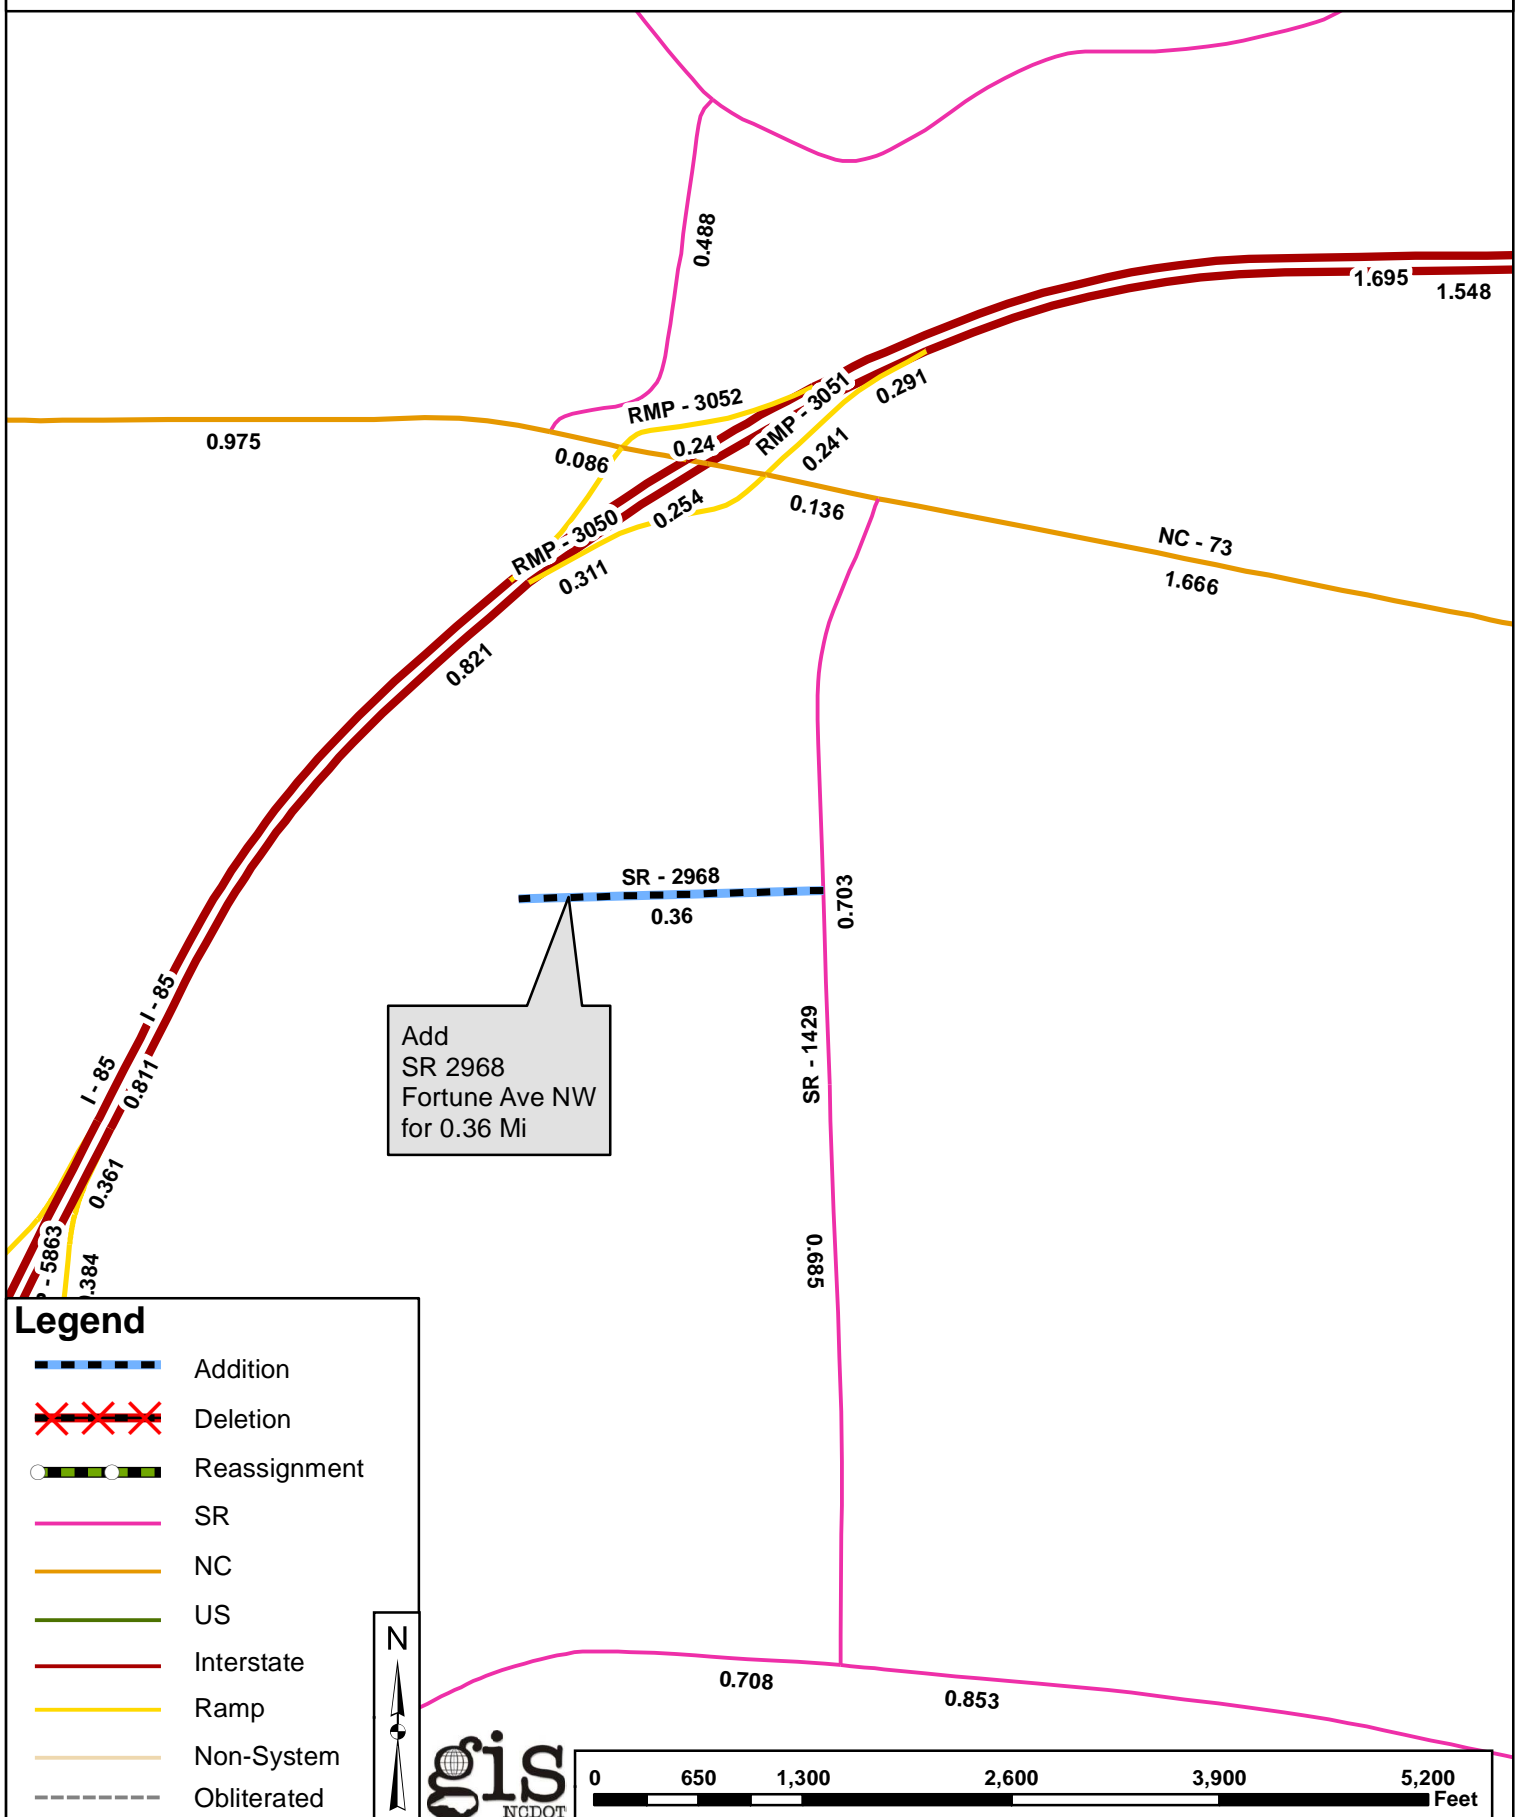 0.488
1.695
1.548
RMP - 3052
RMP - 3051
0.291
0.975
0.086
0.24
0.241
0.254
0.136
RMP - 3050
0.311
NC - 73
1.666
0.821
SR - 2968
0.36
0.703
I - 85
I - 85
0.811
SR - 1429
Add
SR 2968
Fortune Ave NW
for 0.36 Mi
0.361
- 5863
.384
0.685
Legend
Addition
Deletion
Reassignment
SR
NC
US
Interstate
Ramp
Non-System
Obliterated
N
0.708
0.853
gis
NCDOT
0 650 1,300 2,600 3,900 5,200
Feet